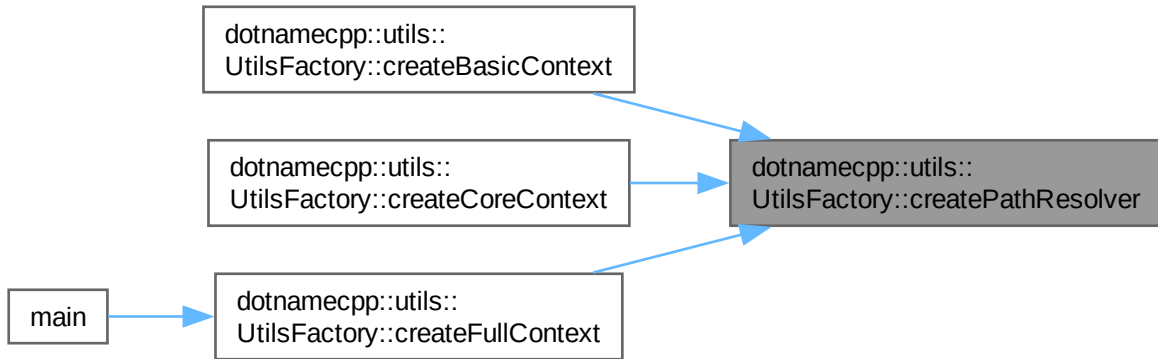 dotnamecpp::utils::
UtilsFactory::createBasicContext
dotnamecpp::utils::
UtilsFactory::createCoreContext
dotnamecpp::utils::
UtilsFactory::createPathResolver
main
dotnamecpp::utils::
UtilsFactory::createFullContext